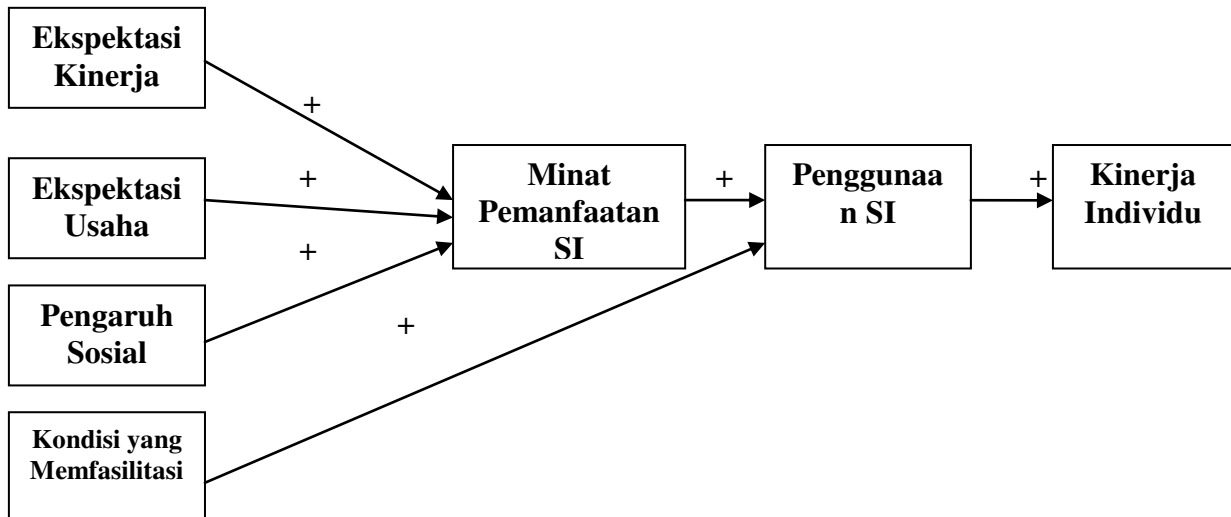 Ekspektasi
Kinerja
+
Ekspektasi
Usaha
+
+
Pengaruh
Sosial
+
Kondisi yang
Memfasilitasi
Minat
Pemanfaatan
SI
+
Penggunaa
n SI
+
Kinerja
Individu